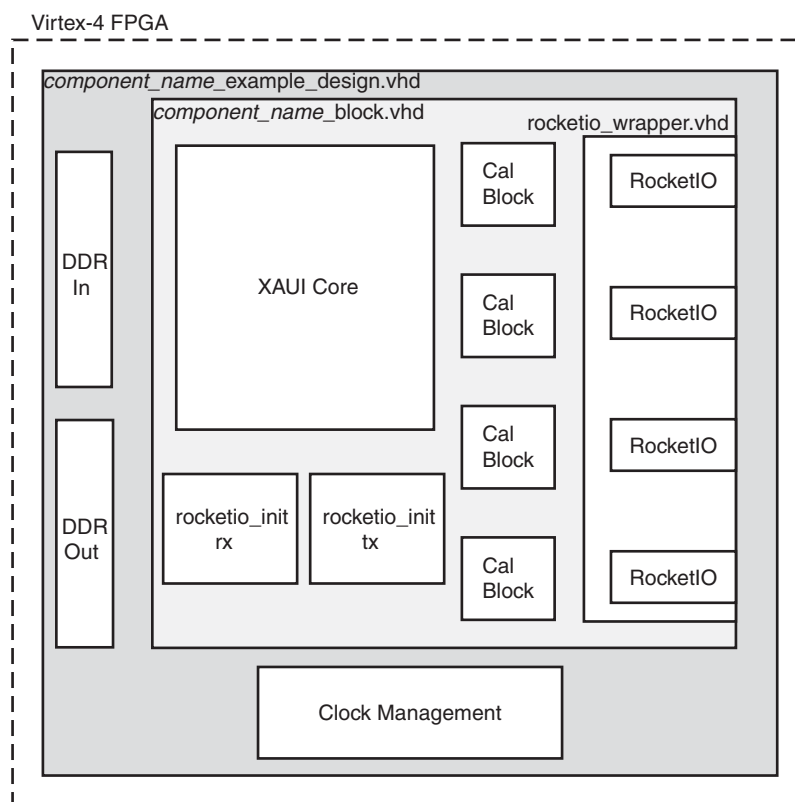 Virtex-4 FPGA
component_name_example_design.vhd
component_name_block.vhd
rocketio_wrapper.vhd
DDR
In
DDR
Out
XAUI Core
rocketio_init
rx
rocketio_init
tx
Cal
Block
Cal
Block
Cal
Block
Cal
Block
RocketIO
RocketIO
RocketIO
RocketIO
Clock Management